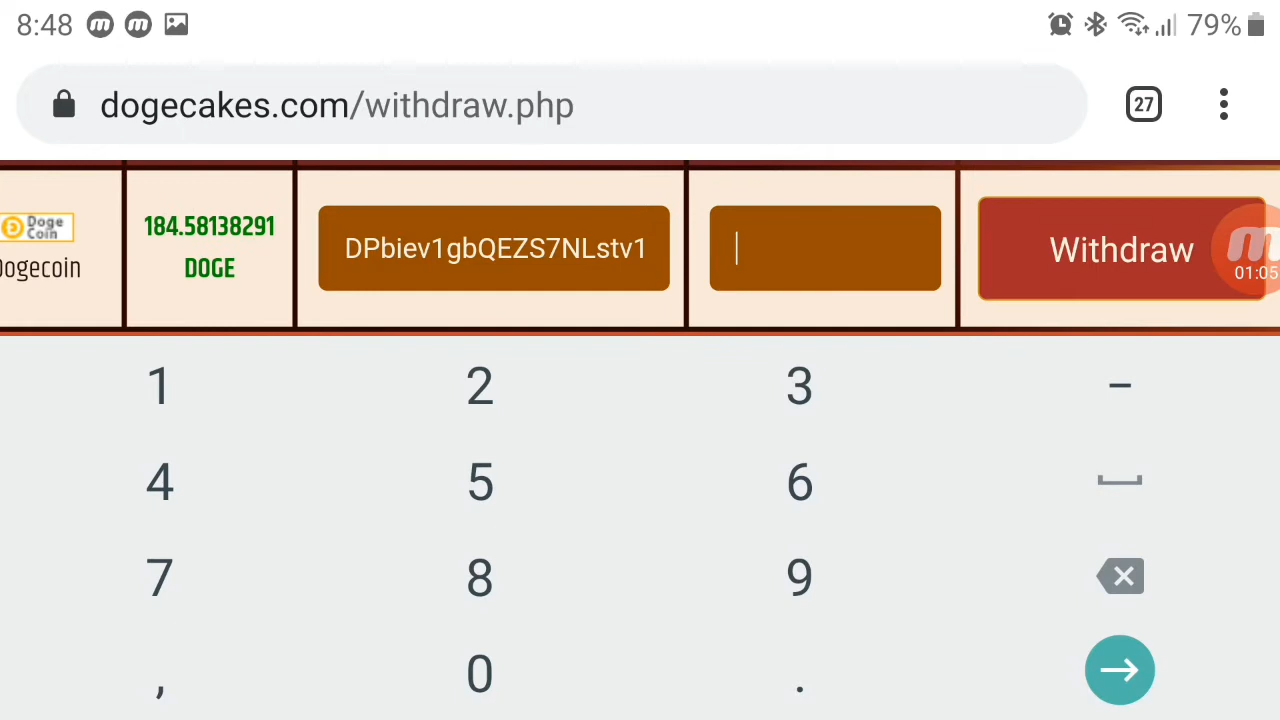 8:48 m m 79%
dogecakes.com/withdraw.php 27
Doge
Coin
Dogecoin
184.58138291
DOGE
DPbiev1gbQEZS7NLstv1
Withdraw
m
01:05
1 2 3 –
4 5 6
7 8 9
, 0 .